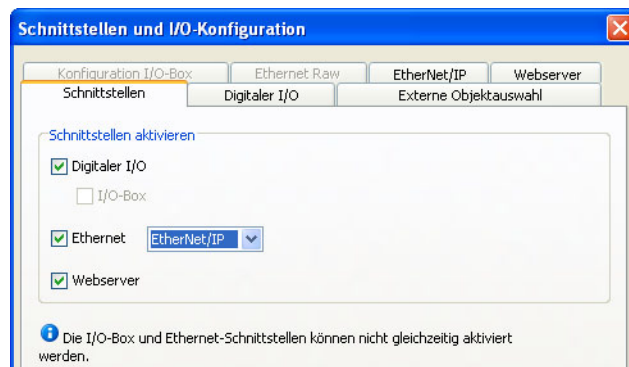 Schnittstellen und I/O-Konfiguration
Konfiguration I/O-Box
Ethernet Raw
EtherNet/IP
Webserver
Schnittstellen
Digitaler I/O
Externe Objektauswahl
Schnittstellen aktivieren
Digitaler I/O
I/O-Box
Ethernet
EtherNet/IP
Webserver
Die I/O-Box und Ethernet-Schnittstellen können nicht gleichzeitig aktiviert
werden.